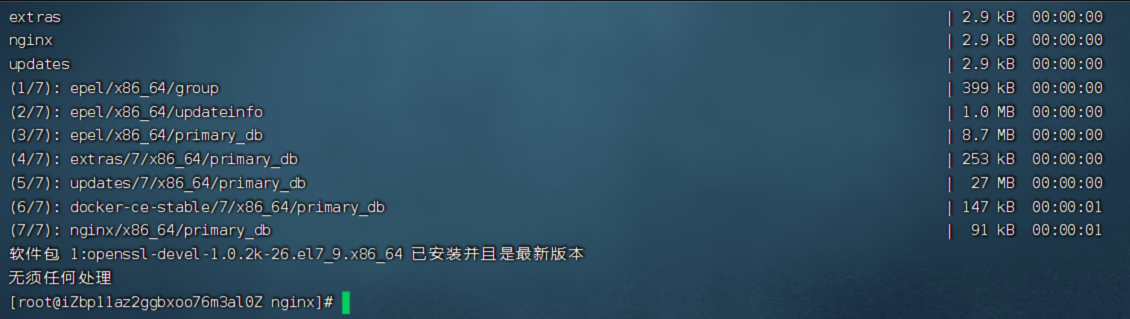 extras | 2.9 kB 00:00:00
nginx | 2.9 kB 00:00:00
updates | 2.9 kB 00:00:00
(1/7): epel/x86_64/group | 399 kB 00:00:00
(2/7): epel/x86_64/updateinfo | 1.0 MB 00:00:00
(3/7): epel/x86_64/primary_db | 8.7 MB 00:00:00
(4/7): extras/7/x86_64/primary_db | 253 kB 00:00:00
(5/7): updates/7/x86_64/primary_db | 27 MB 00:00:00
(6/7): docker-ce-stable/7/x86_64/primary_db | 147 kB 00:00:01
(7/7): nginx/x86_64/primary_db | 91 kB 00:00:01
软件包 1:openssl-devel-1.0.2k-26.el7_9.x86_64 已安装并且是最新版本
无须任何处理
[root@iZbp11az2ggbxoo76m3al0Z nginx]#